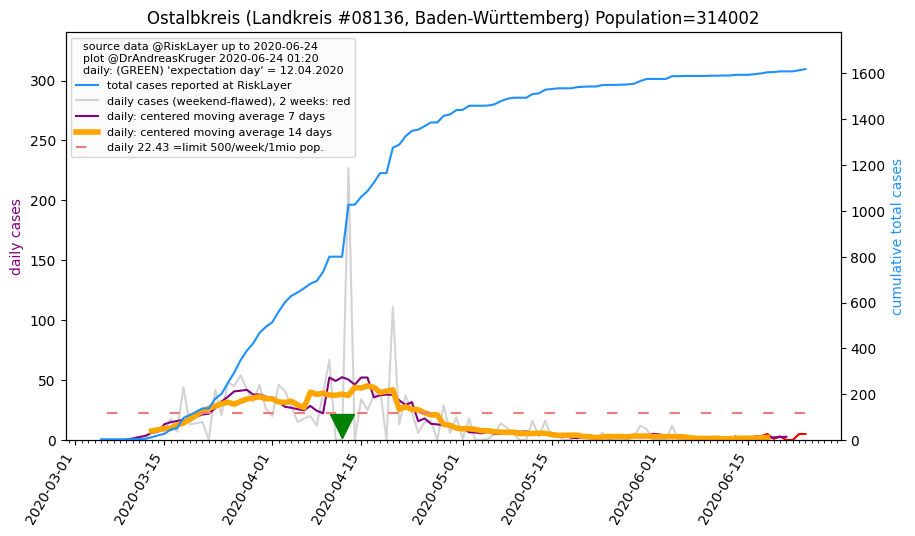 Ostalbkreis (Landkreis #08136, Baden-Württemberg) Population=314002
source data @RiskLayer up to 2020-06-24
plot @DrAndreasKruger 2020-06-24 01:20
daily: (GREEN) 'expectation day' = 12.04.2020
total cases reported at RiskLayer
daily cases (weekend-flawed), 2 weeks: red
daily: centered moving average 7 days
daily: centered moving average 14 days
daily 22.43 =limit 500/week/1mio pop.
daily cases
300
250
200
150
100
50
0
1600
1400
1200
1000
800
600
400
200
0
cumulative total cases
2020-03-01
2020-03-15
2020-04-01
2020-04-15
2020-05-01
2020-05-15
2020-06-01
2020-06-15